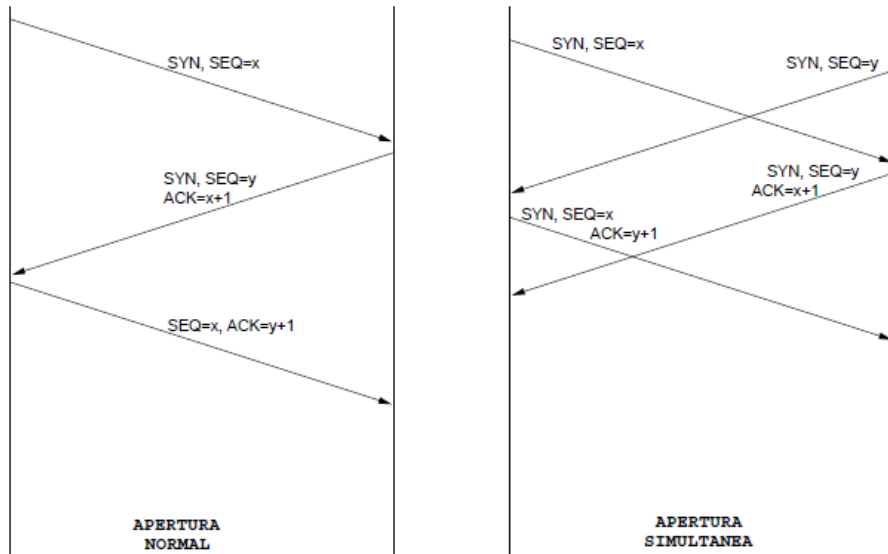 SYN, SEQ=x
SYN, SEQ=y
ACK=x+1
SEQ=x, ACK=y+1
APERTURA
NORMAL
SYN, SEQ=x
SYN, SEQ=y
SYN, SEQ=y
ACK=x+1
SYN, SEQ=x
ACK=y+1
APERTURA
SIMULTANEA